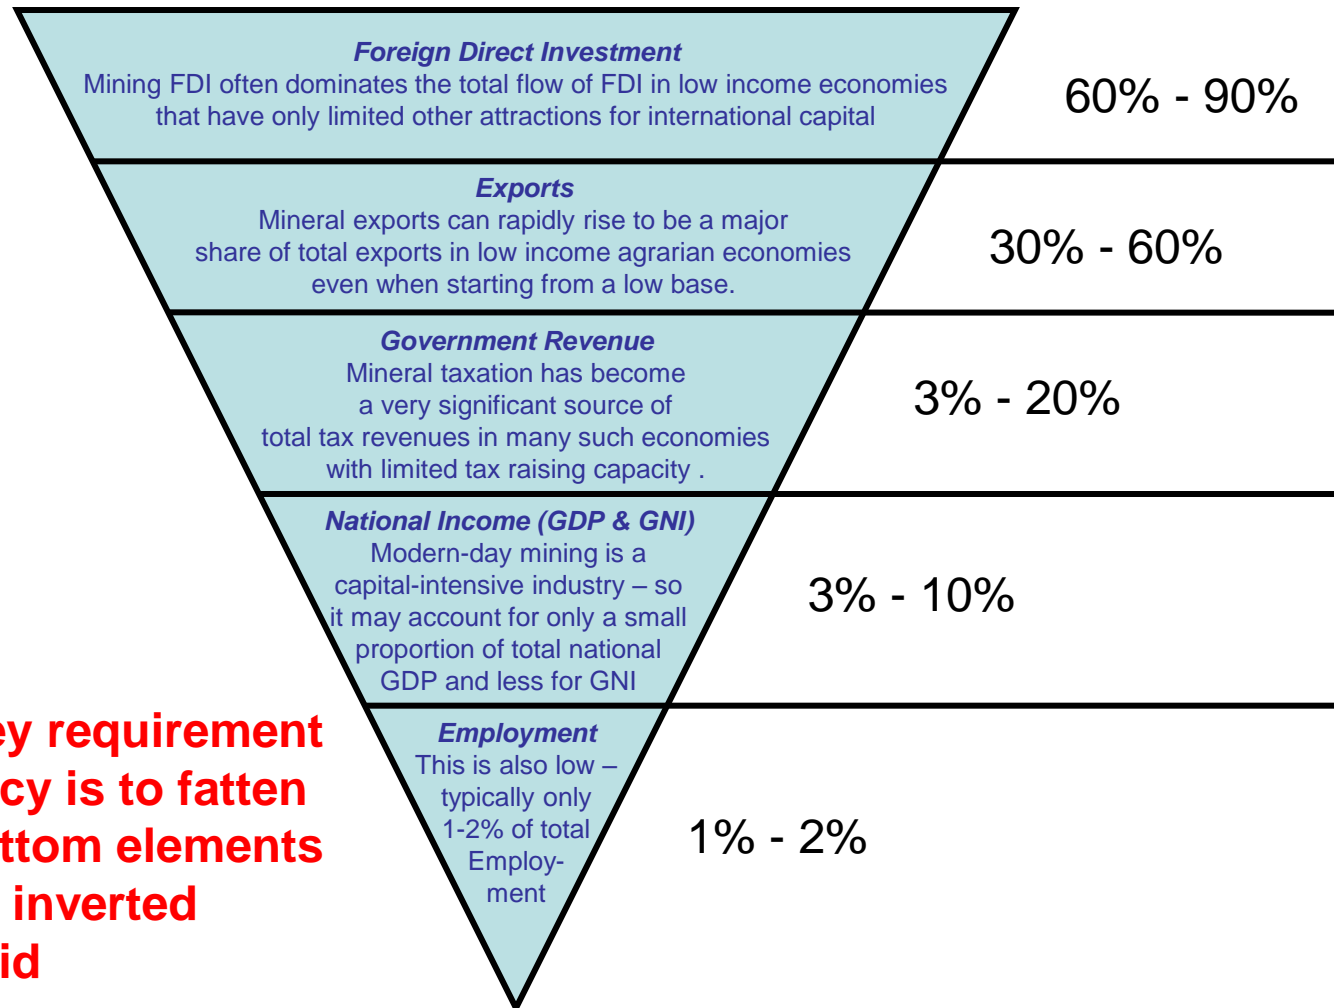 Foreign Direct Investment
Mining FDI often dominates the total flow of FDI in low income economies
that have only limited other attractions for international capital
60% - 90%
Exports
Mineral exports can rapidly rise to be a major
share of total exports in low income agrarian economies
even when starting from a low base.
30% - 60%
Government Revenue
Mineral taxation has become
a very significant source of
total tax revenues in many such economies
with limited tax raising capacity .
3% - 20%
National Income (GDP & GNI)
Modern-day mining is a
capital-intensive industry – so
it may account for only a small
proportion of total national
GDP and less for GNI
3% - 10%
Employment
This is also low –
typically only
1-2% of total
Employ-
ment
1% - 2%
requirement
is to fatten
elements
inverted